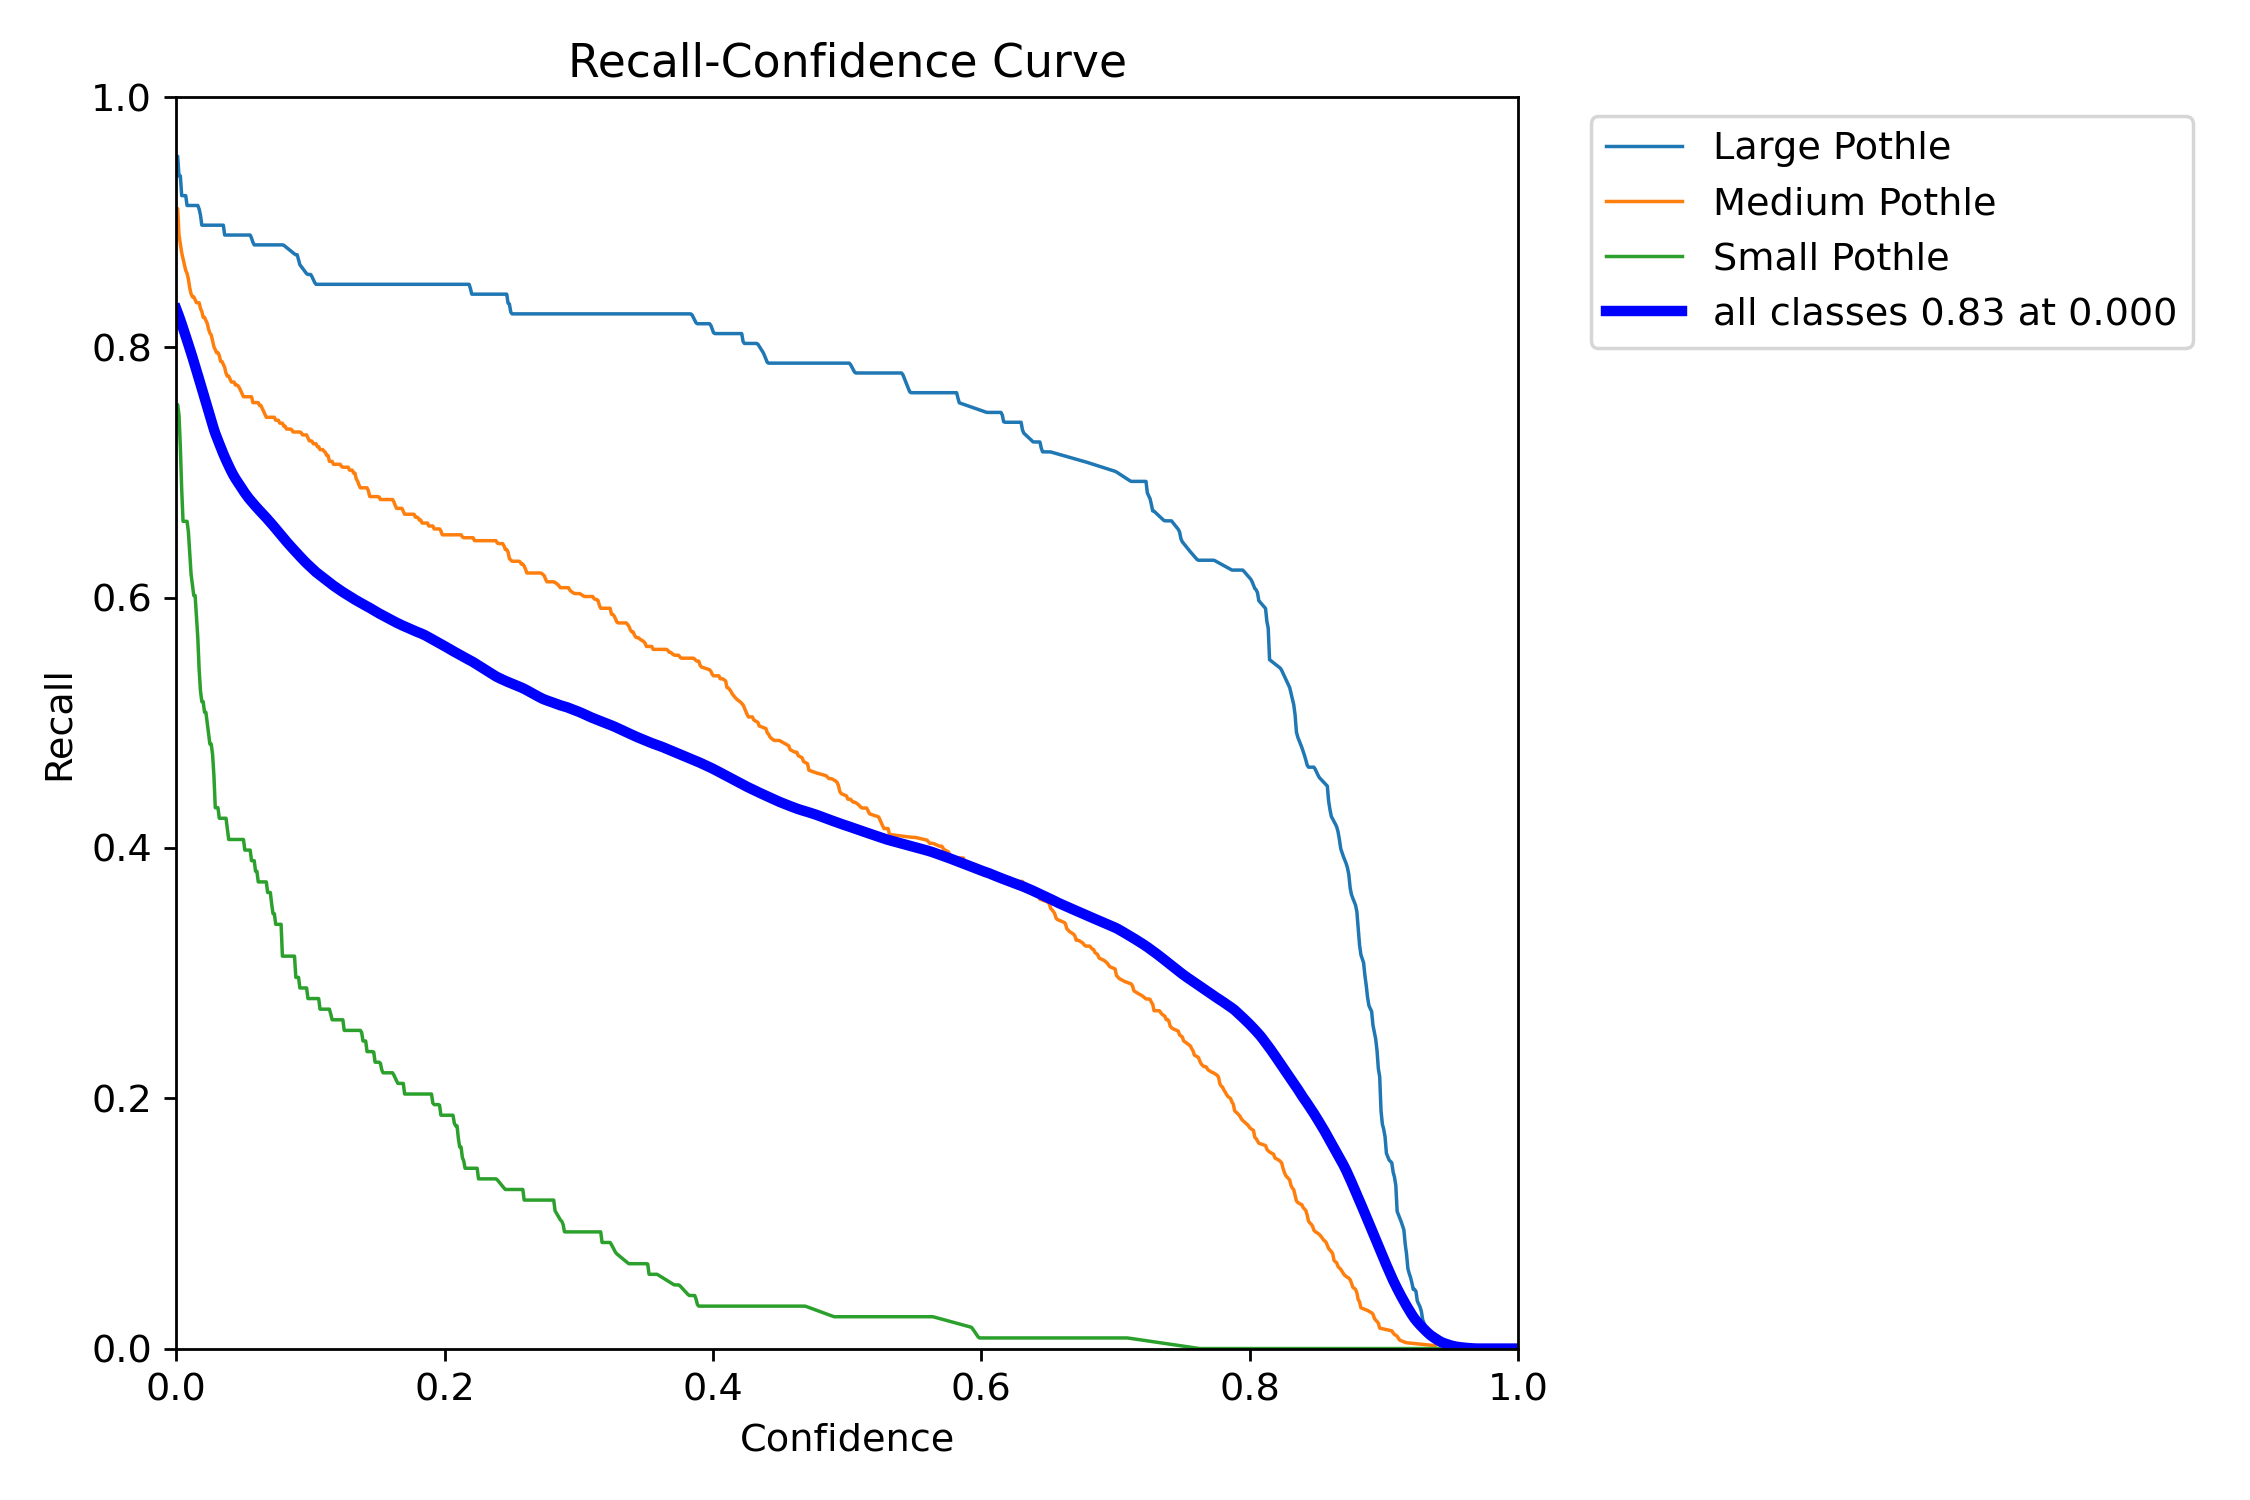 Recall-Confidence Curve
1.0
0.8
0.6
0.4
0.2
0.0
Recall
0.0 0.2 0.4 0.6 0.8 1.0
Confidence
Large Pothle
Medium Pothle
Small Pothle
all classes 0.83 at 0.000